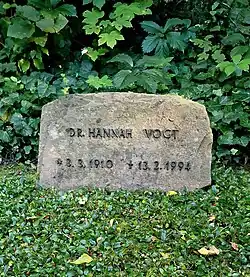 DR. HANNAH VOGT
* 3. 3. 1910 + 13. 2. 1994